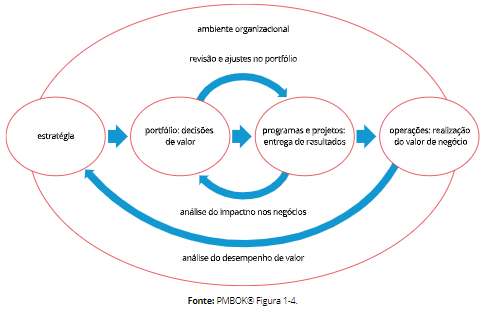 ambiente organizacional
revisão e ajustes no portfólio
estratégia
portfólio: decisões
de valor
programas e projetos:
entrega de resultados
operações: realização
do valor de negócio
análise do impactno nos negócios
análise do desempenho de valor
Fonte: PMBOK® Figura 1-4.